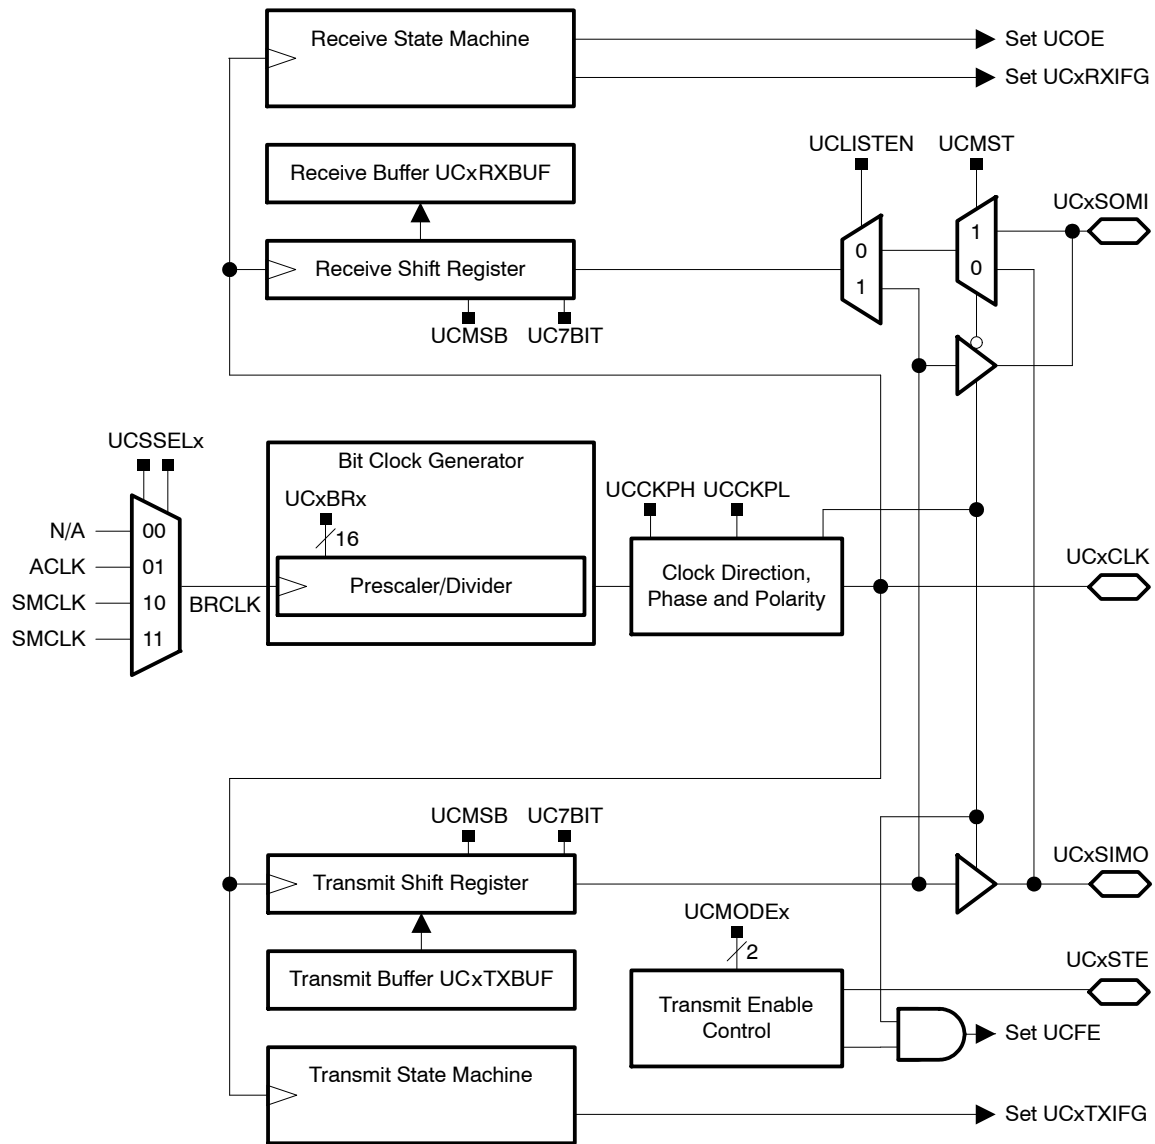 Receive State Machine
Set UCOE
Set UCxRXIFG
UCLISTEN
UCMST
Receive Buffer UCxRXBUF
UCxSOMI
1
0
0
1
Receive Shift Register
UCMSB
UC7BIT
UCSSELx
Bit Clock Generator
UCxBRx
16
UCCKPH
UCCKPL
N/A
00
ACLK
01
SMCLK
10
SMCLK
11
BRCLK
Prescaler/Divider
Clock Direction,
Phase and Polarity
UCxCLK
UCMSB
UC7BIT
Transmit Shift Register
UCxSIMO
UCMODEx
2
Transmit Buffer UCxTXBUF
UCxSTE
Transmit Enable
Control
Set UCFE
Transmit State Machine
Set UCxTXIFG